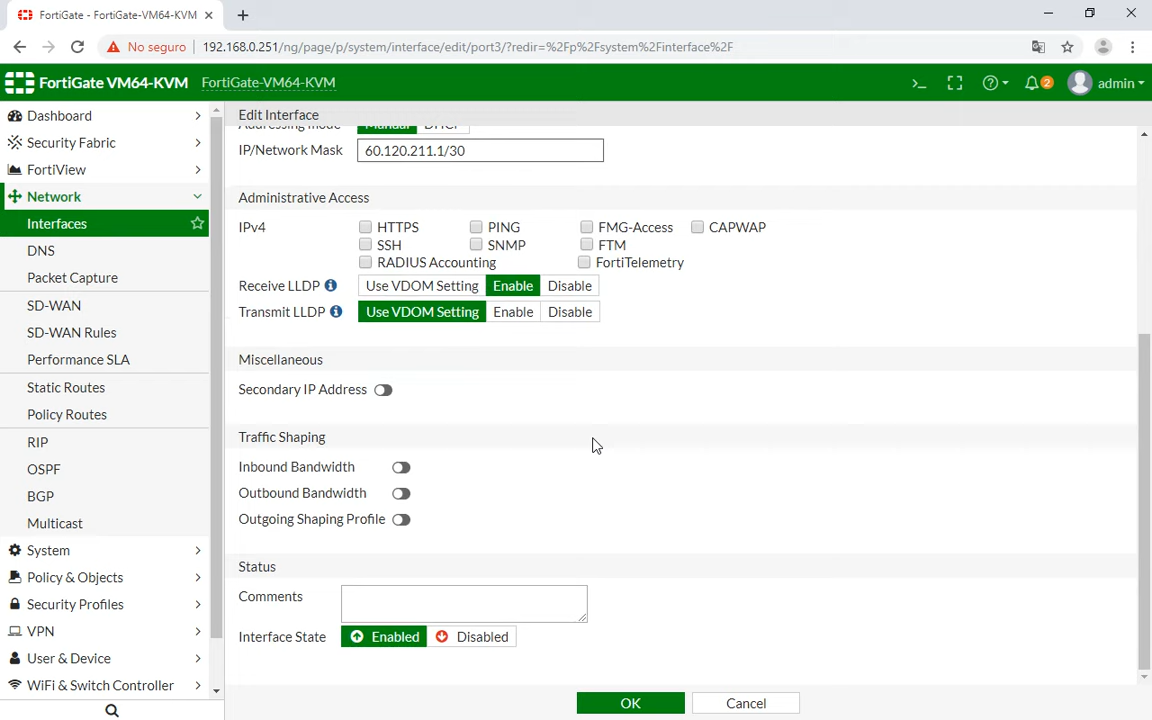 FortiGate - FortiGate-VM64-KVM
No seguro
192.168.0.251/ng/page/p/system/interface/edit/port3/?redir=%2Fp%2Fsystem%2Finterface%2F
FortiGate VM64-KVM FortiGate-VM64-KVM
2
admin
Dashboard
Security Fabric
FortiView
Network
Interfaces
DNS
Packet Capture
SD-WAN
SD-WAN Rules
Performance SLA
Static Routes
Policy Routes
RIP
OSPF
BGP
Multicast
System
Policy & Objects
Security Profiles
VPN
User & Device
WiFi & Switch Controller
Edit Interface
Addressing mode Manual DHCP
IP/Network Mask 60.120.211.1/30
Administrative Access
IPv4 HTTPS PING FMG-Access CAPWAP
SSH SNMP FTM
RADIUS Accounting FortiTelemetry
Receive LLDP Use VDOM Setting Enable Disable
Transmit LLDP Use VDOM Setting Enable Disable
Miscellaneous
Secondary IP Address
Traffic Shaping
Inbound Bandwidth
Outbound Bandwidth
Outgoing Shaping Profile
Status
Comments
Interface State Enabled Disabled
OK Cancel